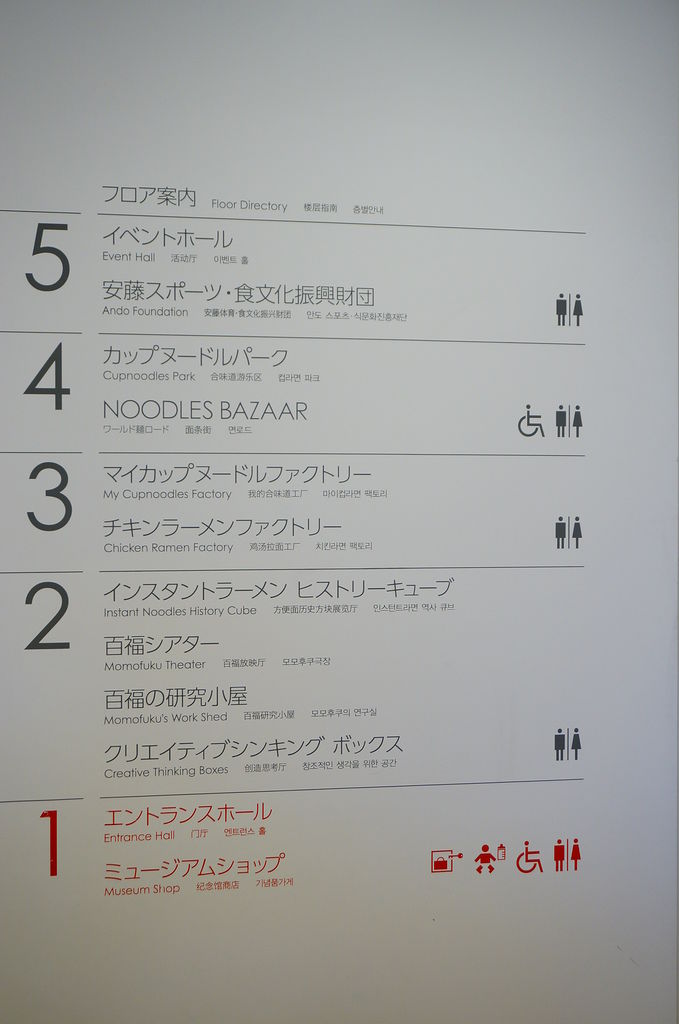 フロア案内 Floor Directory 楼层指南 층별안내
5
イベントホール
Event Hall 活动厅 이벤트 홀
安藤スポーツ・食文化振興財団
Ando Foundation 安藤体育·食文化振兴财团 안도 스포츠·식문화진흥재단
4
カップヌードルパーク
Cupnoodles Park 合味道游乐区 컵라면 파크
NOODLES BAZAAR
ワールド麺ロード 面条街 면로드
3
マイカップヌードルファクトリー
My Cupnoodles Factory 我的合味道工厂 마이컵라면 팩토리
チキンラーメンファクトリー
Chicken Ramen Factory 鸡汤拉面工厂 치킨라면 팩토리
2
インスタントラーメン ヒストリーキューブ
Instant Noodles History Cube 方便面历史方块展览厅 인스턴트라면 역사 큐브
百福シアター
Momofuku Theater 百福放映厅 모모후쿠극장
百福の研究小屋
Momofuku's Work Shed 百福研究小屋 모모후쿠의 연구실
クリエイティブシンキング ボックス
Creative Thinking Boxes 创造思考厅 창조적인 생각을 위한 공간
1
エントランスホール
Entrance Hall 门厅 엔트런스 홀
ミュージアムショップ
Museum Shop 纪念馆商店 기념품가게